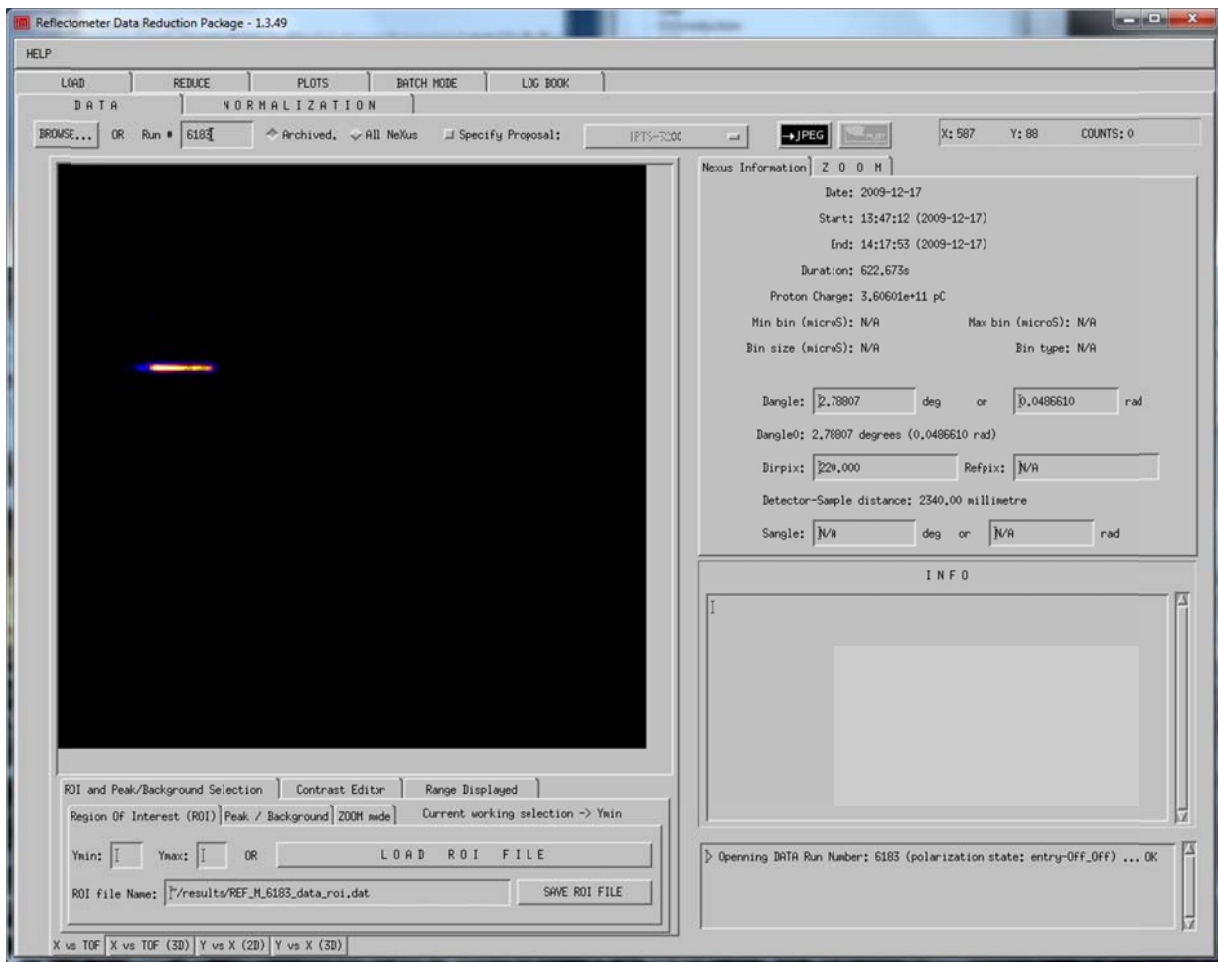 Reflectometer Data Reduction Package - 1.3.49
HELP
LOAD REDUCE PLOTS BATCH MODE LOG BOOK
DATA NORMALIZATION
BROWSE... OR Run # 6183 Archived. All NeXus Specify Proposal: →JPEG X: 587 Y: 88 COUNTS: 0
Nexus Information ZOOM
Date: 2009-12-17
Start: 13:47:12 (2009-12-17)
End: 14:17:53 (2009-12-17)
Duration: 622.673s
Proton Charge: 3.60601e+11 pC
Min bin (microS): N/A Max bin (microS): N/A
Bin size (microS): N/A Bin type: N/A
Dangle: 2.78807 deg or 0.0486610 rad
Dangle0: 2.78807 degrees (0.0486610 rad)
Dirpix: 220.000 Refpix: N/A
Detector-Sample distance: 2340.00 millimetre
Sangle: N/A deg or N/A rad
INFO
ROI and Peak/Background Selection Contrast Editor Range Displayed
Region Of Interest (ROI) Peak / Background ZOOM mode Current working selection -> Ymin
Ymin: Ymax: OR LOAD ROI FILE
ROI file Name: ~/results/REF_M_6183_data_roi.dat SAVE ROI FILE
> Openning DATA Run Number: 6183 (polarization state: entry-Off_Off) ... OK
X vs TOF X vs TOF (3D) Y vs X (2D) Y vs X (3D)